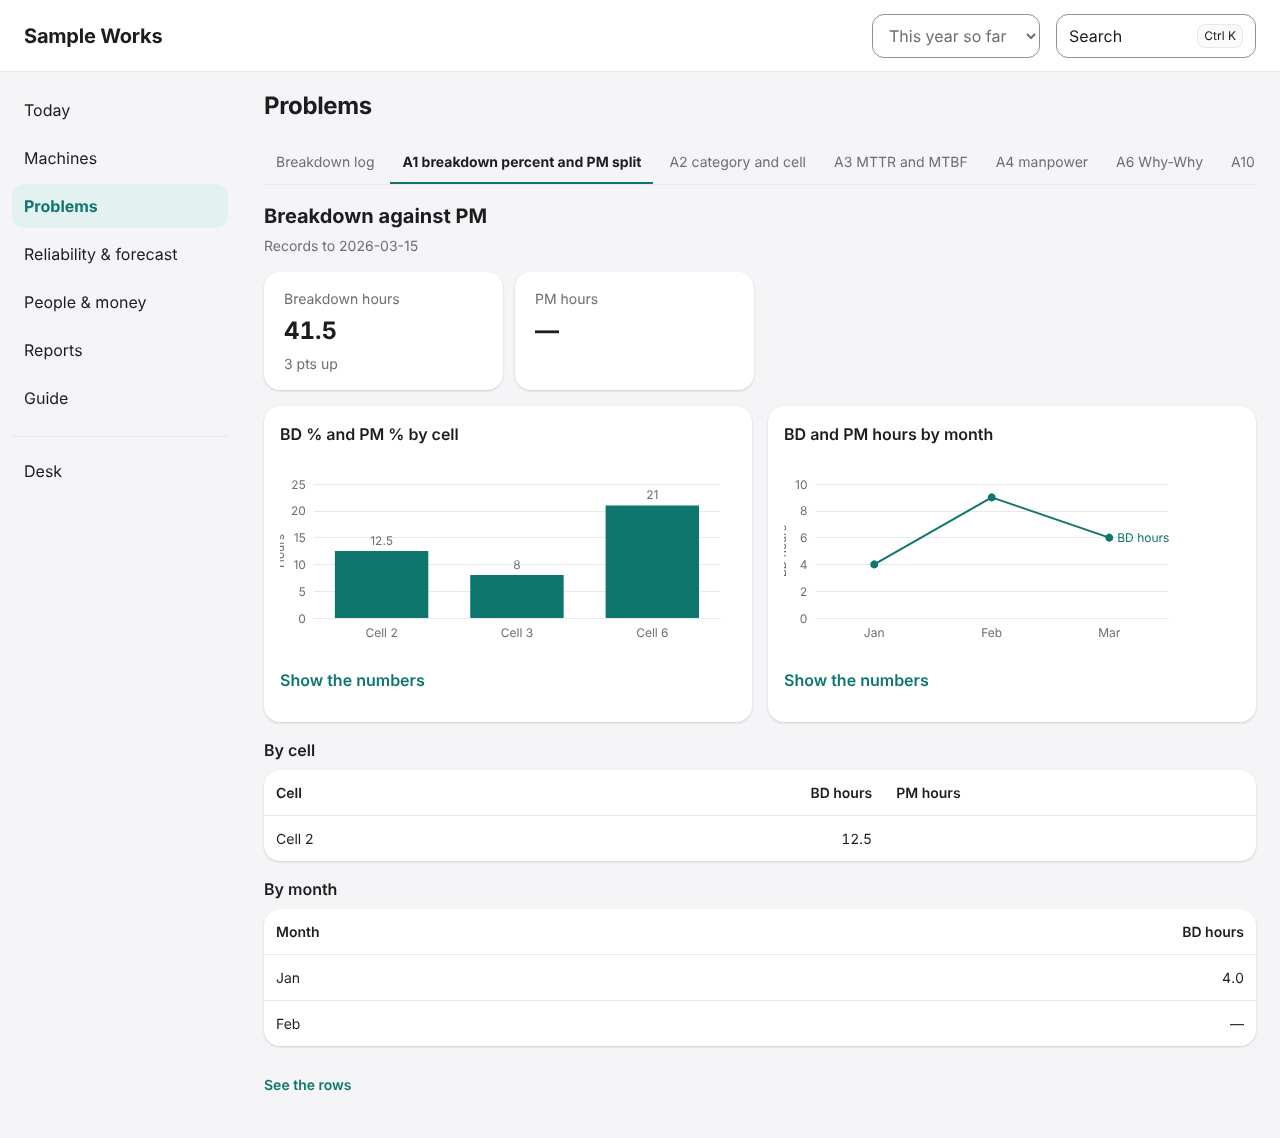 Sample Works
This year so far
Search
Ctrl K
Today
Machines
Problems
Reliability & forecast
People & money
Reports
Guide
Desk
Problems
Breakdown log
A1 breakdown percent and PM split
A2 category and cell
A3 MTTR and MTBF
A4 manpower
A6 Why-Why
A10
Breakdown against PM
Records to 2026-03-15
Breakdown hours
41.5
3 pts up
PM hours
—
BD % and PM % by cell
25
20
15
10
5
0
Hours
12.5
8
21
Cell 2
Cell 3
Cell 6
Show the numbers
BD and PM hours by month
10
8
6
4
2
0
BD hours
Jan
Feb
Mar
Show the numbers
By cell
Cell BD hours PM hours
Cell 2 12.5
By month
Month BD hours
Jan 4.0
Feb —
See the rows